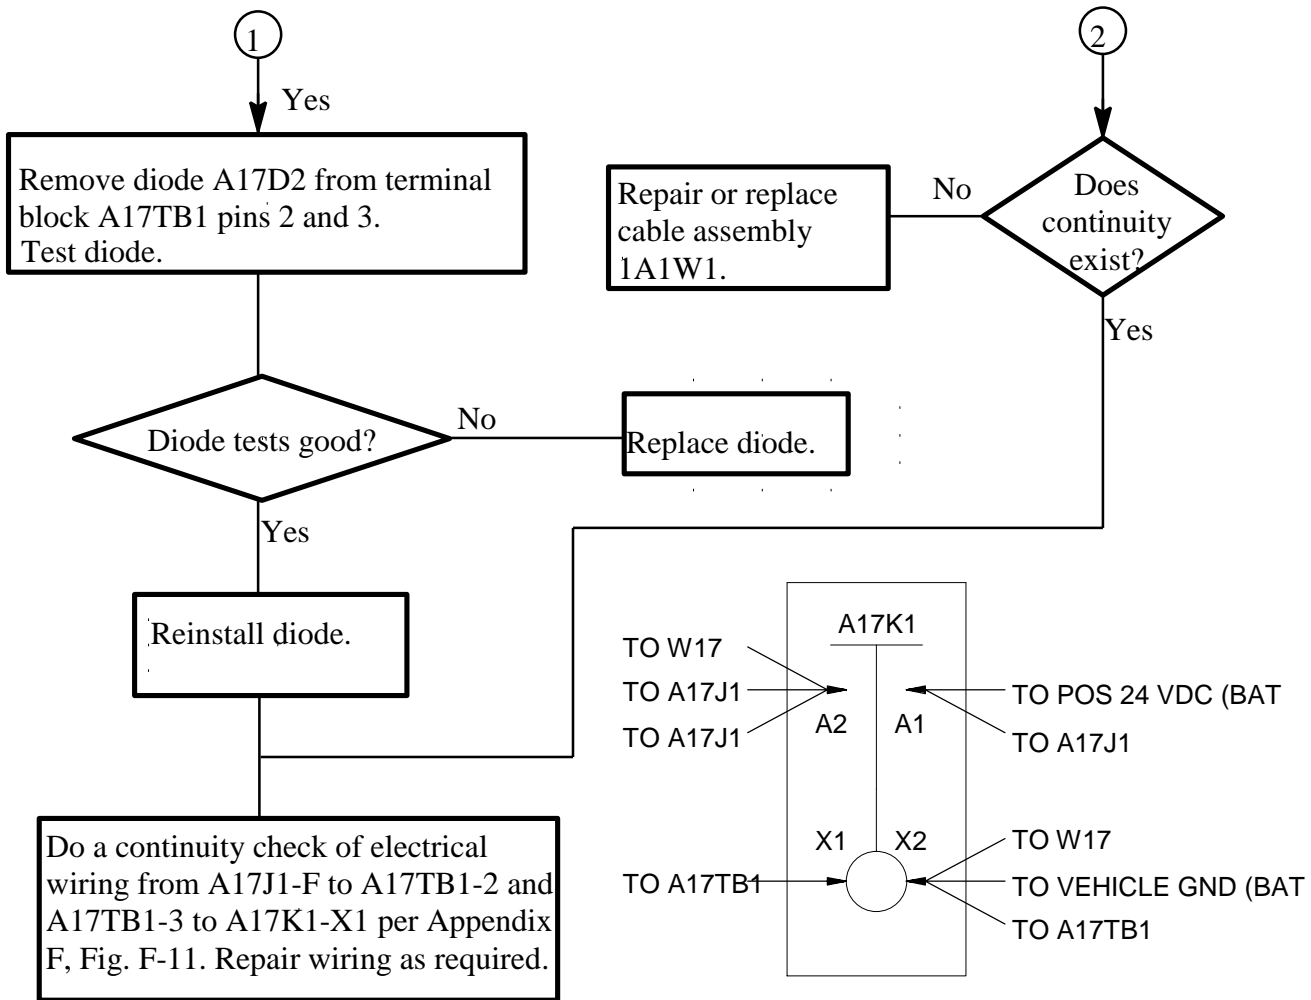 1
Yes
Remove diode A17D2 from terminal
block A17TB1 pins 2 and 3.
Test diode.
Diode tests good?
No
Replace diode.
Yes
Reinstall diode.
Do a continuity check of electrical
wiring from A17J1-F to A17TB1-2 and
A17TB1-3 to A17K1-X1 per Appendix
F, Fig. F-11. Repair wiring as required.
2
Does
continuity
exist?
No
Repair or replace
cable assembly
1A1W1.
Yes
A17K1
TO W17
TO A17J1
TO A17J1
A2
A1
TO POS 24 VDC (BAT
TO A17J1
X1
X2
TO A17TB1
TO W17
TO VEHICLE GND (BAT
TO A17TB1